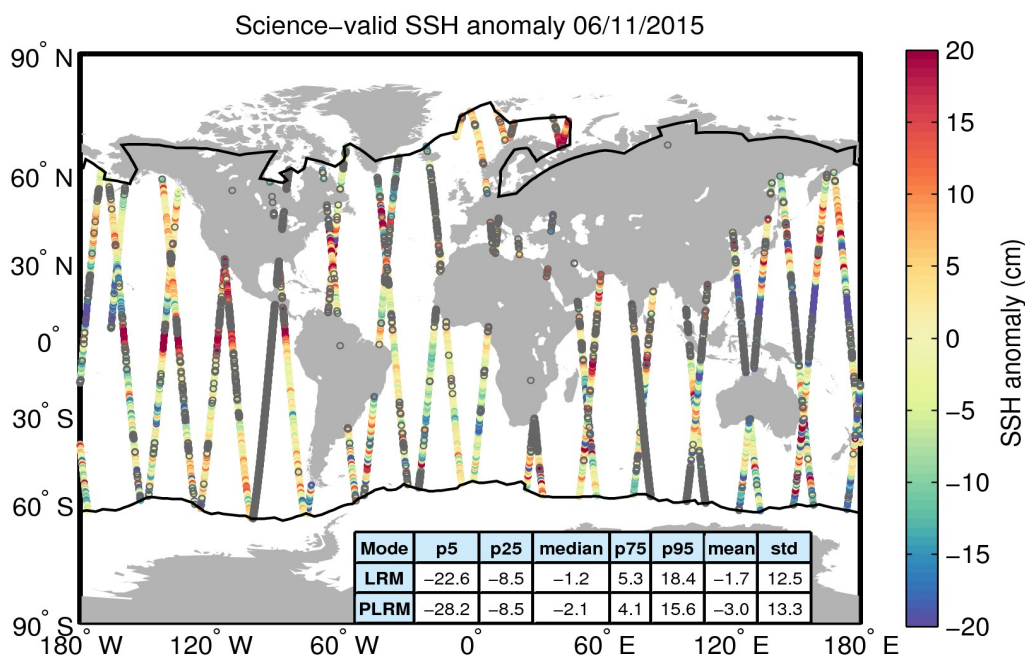 Science−valid SSH anomaly 06/11/2015
90° N
60° N
30° N
0°
30° S
60° S
90° S
180° W
120° W
60° W
0°
60° E
120° E
180° E
Mode p5 p25 median p75 p95 mean std
LRM −22.6 −8.5 −1.2 5.3 18.4 −1.7 12.5
PLRM −28.2 −8.5 −2.1 4.1 15.6 −3.0 13.3
20
15
10
5
0
−5
−10
−15
−20
SSH anomaly (cm)